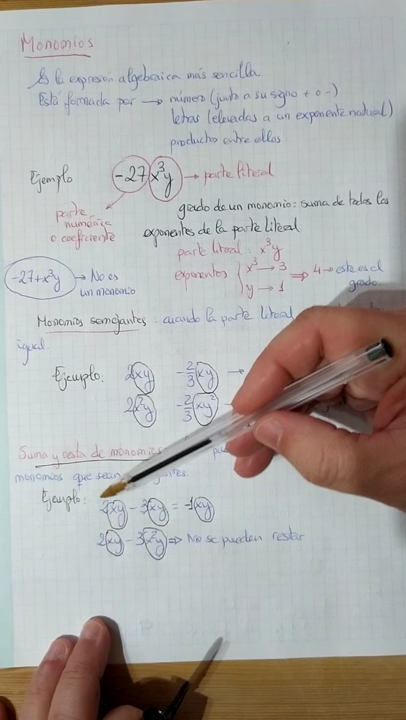 Monomios
Es la expresión algebraica más sencilla.
Está formada por → número (junto a su signo + o -)
letras (elevadas a un exponente natural)
producto entre ellos
Ejemplo -27x³y → parte literal
parte numérica o coeficiente
grado de un monomio: suma de todos los
exponentes de la parte literal
parte literal: x³y
exponentes x³ → 3
y → 1
⇒ 4 → este es el
grado.
-27+x³y → No es
un monomio
Monomios semejantes: cuando la parte literal
igual.
Ejemplo: 2xy -2/3xy →
2x²y -2/3xy²
Suma y resta de monomios
monomios que sean
Ejemplo: 2xy - 3xy = -1xy
2xy - 3x²y ⇒ No se pueden restar